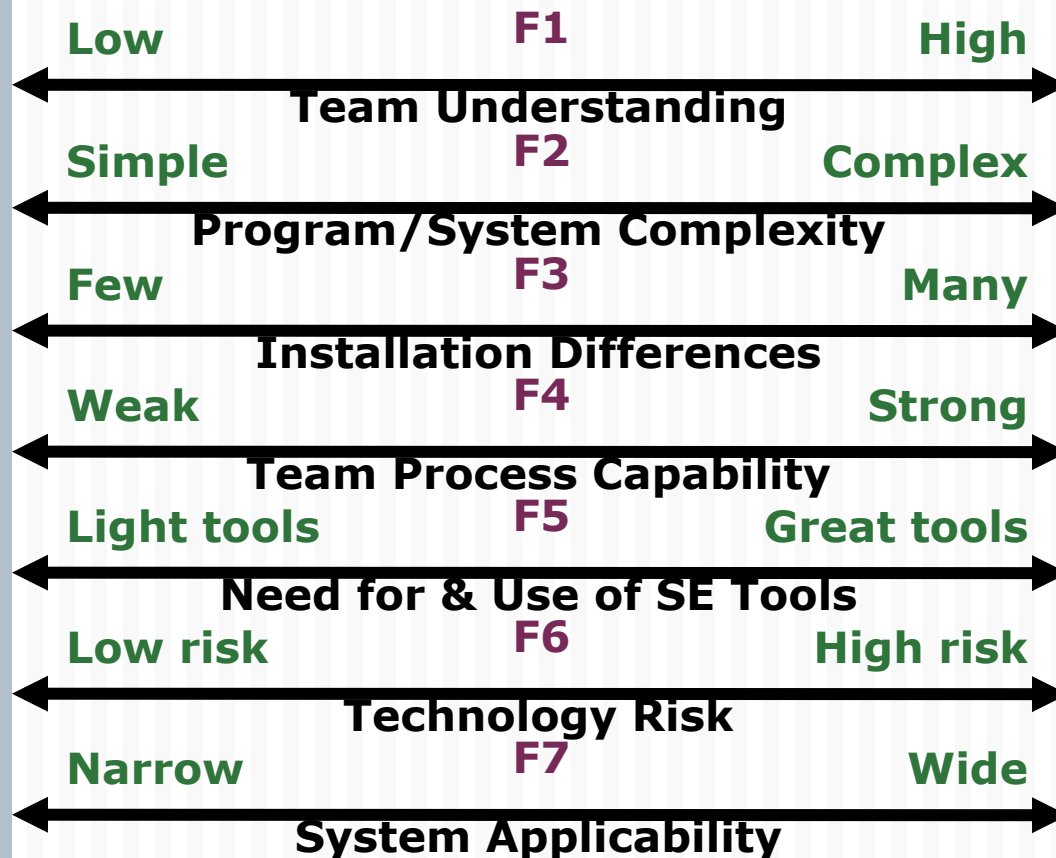 Low F1 High
Team Understanding
Simple F2 Complex
Program/System Complexity
Few F3 Many
Installation Differences
Weak F4 Strong
Team Process Capability
Light tools F5 Great tools
Need for & Use of SE Tools
Low risk F6 High risk
Technology Risk
Narrow F7 Wide
System Applicability